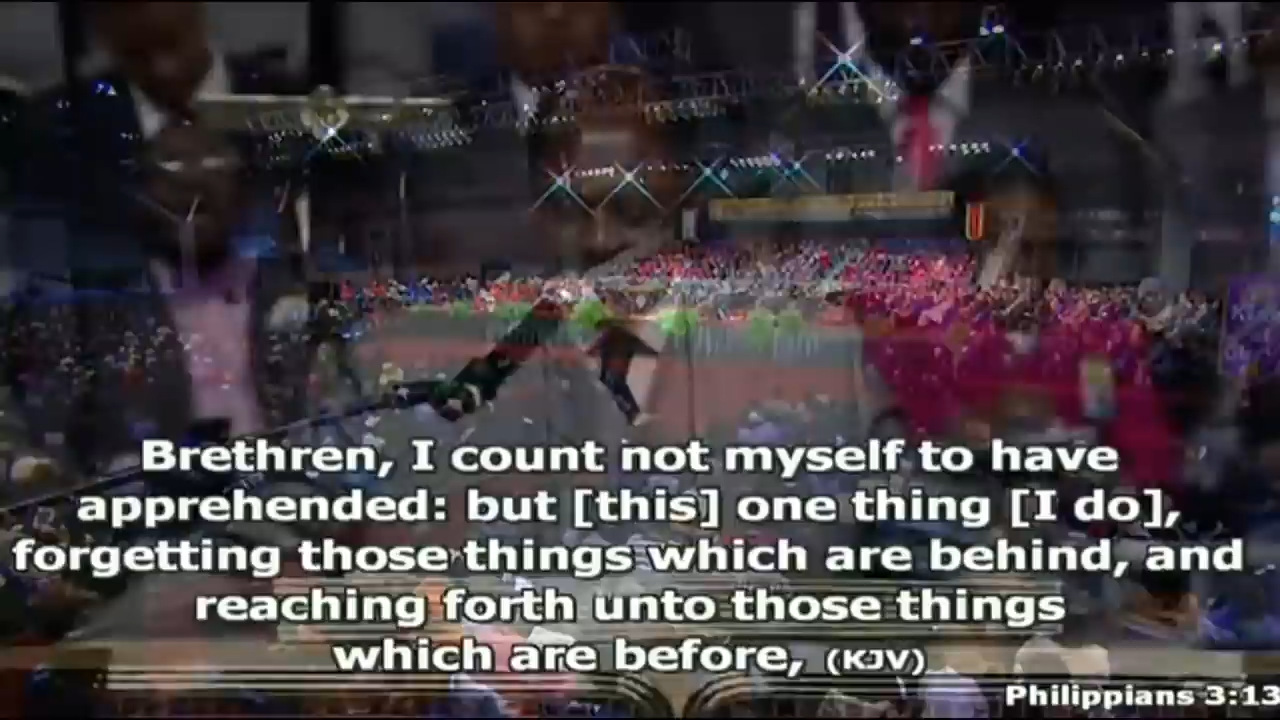 Brethren, I count not myself to have
apprehended: but [this] one thing [I do],
forgetting those things which are behind, and
reaching forth unto those things
which are before, (KJV)
Philippians 3:13